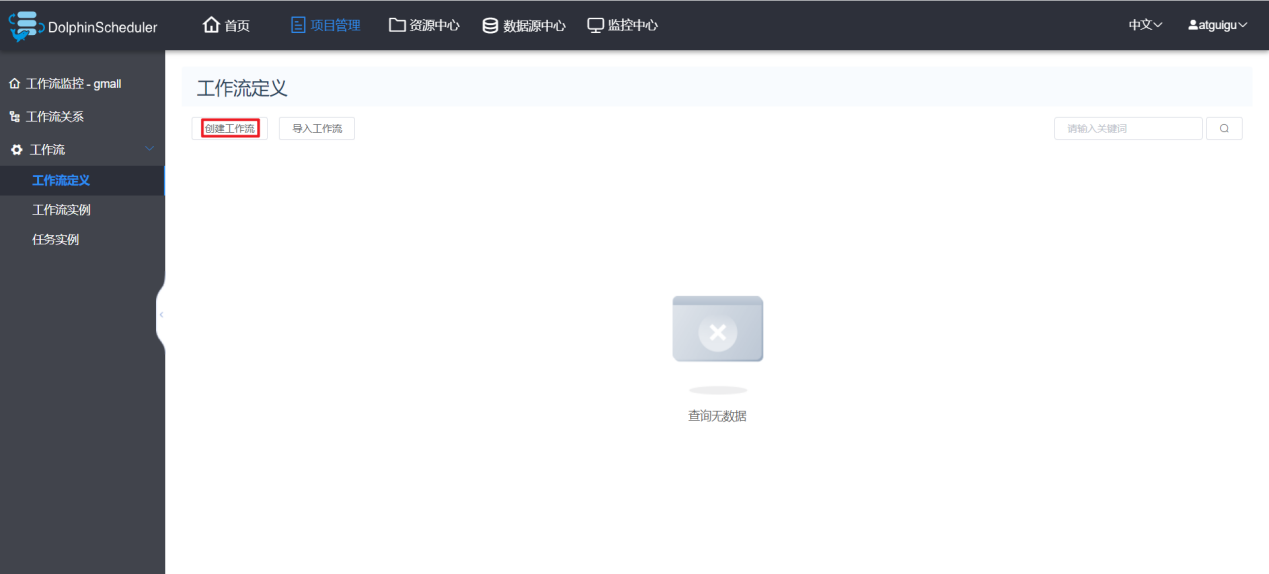 DolphinScheduler 首页 项目管理 资源中心 数据源中心 监控中心 中文 atguigu
工作流监控 - gmall
工作流关系
工作流
工作流定义
工作流实例
任务实例
工作流定义
创建工作流 导入工作流 请输入关键词
查询无数据